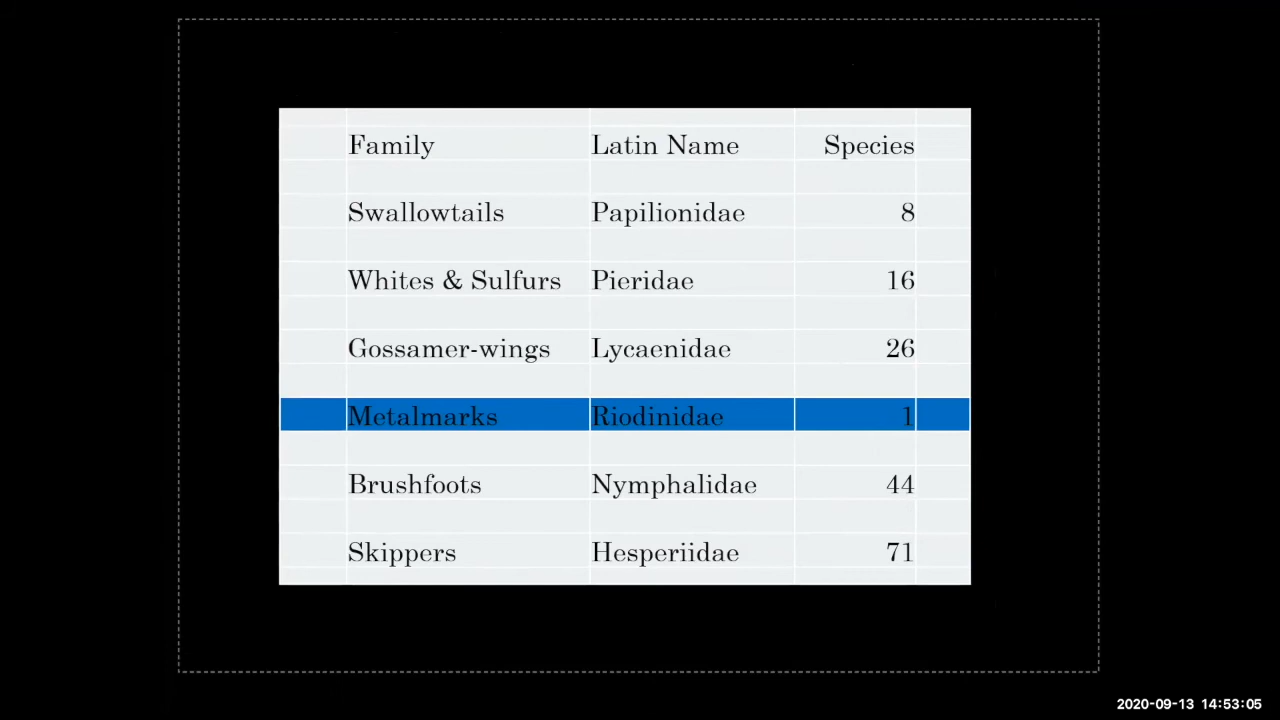 Family Latin Name Species
Swallowtails Papilionidae 8
Whites & Sulfurs Pieridae 16
Gossamer-wings Lycaenidae 26
Metalmarks Riodinidae 1
Brushfoots Nymphalidae 44
Skippers Hesperiidae 71
2020-09-13 14:53:05